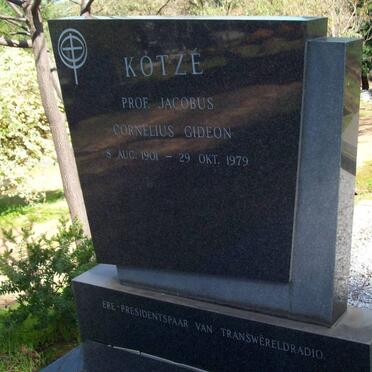 KOTZÉ
PROF. JACOBUS
CORNELIUS GIDEON
8 AUG. 1901 – 29 OKT. 1979
ERE-PRESIDENTSPAAR VAN TRANSWÊRELDRADIO.